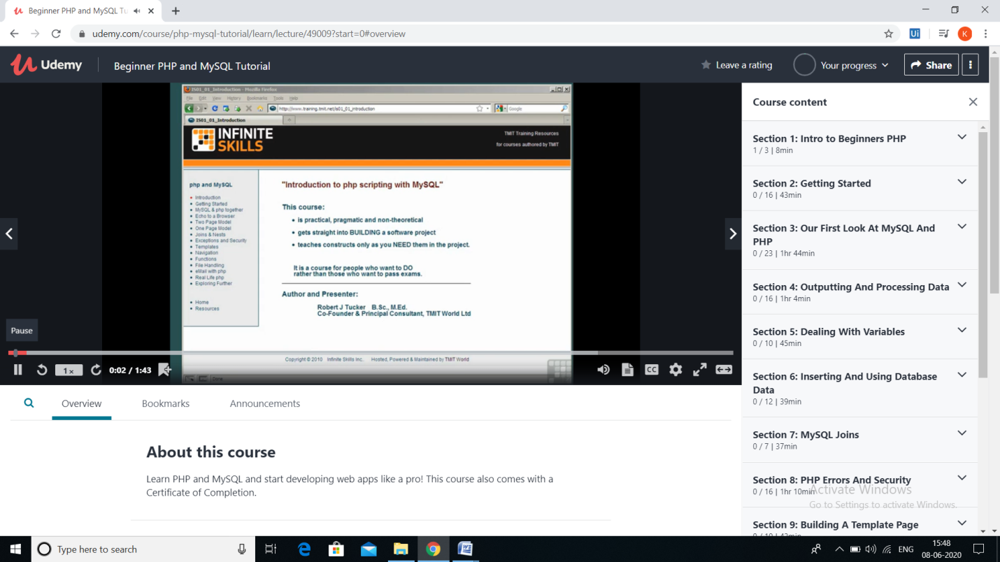 Beginner PHP and MySQL Tu
udemy.com/course/php-mysql-tutorial/learn/lecture/49009?start=0#overview
Ui
K
Udemy
Beginner PHP and MySQL Tutorial
Leave a rating
Your progress
Share
IS01_01_Introduction - Mozilla Firefox
File Edit View History Bookmarks Tools Help
http://www.training.tmit.net/is01_01_introduction
Google
IS01_01_Introduction
INFINITE
SKILLS
TMIT Training Resources
for courses authored by TMIT
php and MySQL
Introduction
Getting Started
MySQL & php together
Echo to a Browser
Two Page Model
One Page Model
Joins & Nests
Exceptions and Security
Templates
Navigation
Functions
File Handling
eMail with php
Real Life php
Exploring Further
Home
Resources
"Introduction to php scripting with MySQL"
This course:
• is practical, pragmatic and non-theoretical
• gets straight into BUILDING a software project
• teaches constructs only as you NEED them in the project.
It is a course for people who want to DO
rather than those who want to pass exams.
Author and Presenter:
Robert J Tucker B.Sc., M.Ed.
Co-Founder & Principal Consultant, TMIT World Ltd
Copyright © 2010 Infinite Skills Inc. Hosted, Powered & Maintained by TMIT World
Done
Pause
1x
0:02 / 1:43
CC
Overview
Bookmarks
Announcements
About this course
Learn PHP and MySQL and start developing web apps like a pro! This course also comes with a
Certificate of Completion.
Course content
Section 1: Intro to Beginners PHP
1 / 3 | 8min
Section 2: Getting Started
0 / 16 | 43min
Section 3: Our First Look At MySQL And
PHP
0 / 23 | 1hr 44min
Section 4: Outputting And Processing Data
0 / 16 | 1hr 4min
Section 5: Dealing With Variables
0 / 10 | 45min
Section 6: Inserting And Using Database
Data
0 / 12 | 39min
Section 7: MySQL Joins
0 / 7 | 37min
Section 8: PHP Errors And Security
0 / 16 | 1hr 10min
Activate Windows
Go to Settings to activate Windows.
Section 9: Building A Template Page
Type here to search
ENG
15:48
08-06-2020